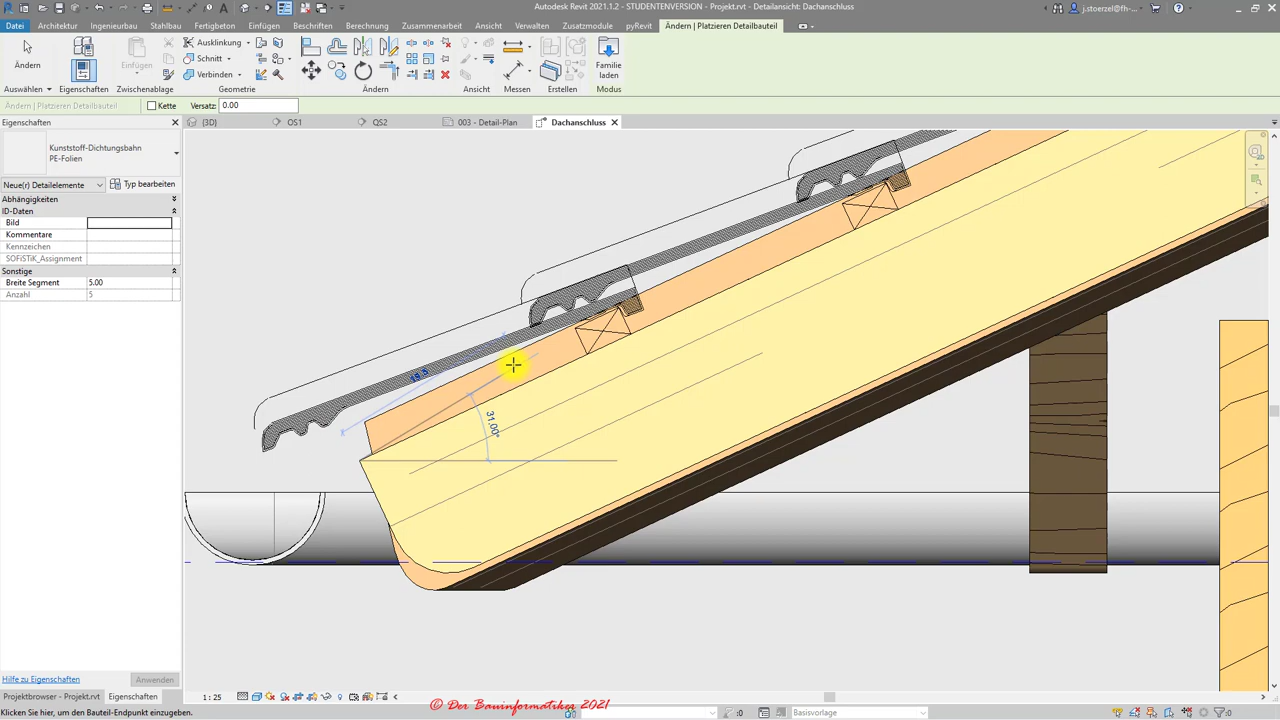 Autodesk Revit 2021.1.2 - STUDENTENVERSION - Projekt.rvt - Detailansicht: Dachanschluss
j.stoerzel@fh-...
Datei Architektur Ingenieurbau Stahlbau Fertigbeton Einfügen Beschriften Berechnung Zusammenarbeit Ansicht Verwalten Zusatzmodule pyRevit Ändern | Platzieren Detailbauteil
Ausklinkung
Schnitt
Verbinden
Ändern
Einfügen
Familie
laden
Auswählen Eigenschaften Zwischenablage Geometrie Ändern Ansicht Messen Erstellen Modus
Ändern | Platzieren Detailbauteil Kette Versatz: 0.00
Eigenschaften
{3D} OS1 QS2 003 - Detail-Plan Dachanschluss
Kunststoff-Dichtungsbahn
PE-Folien
Neue(r) Detailelemente Typ bearbeiten
Abhängigkeiten
ID-Daten
Bild
Kommentare
Kennzeichen
SOFiSTiK_Assignment
Sonstige
Breite Segment 5.00
Anzahl 5
31,00°
Hilfe zu Eigenschaften Anwenden
Projektbrowser - Projekt.rvt Eigenschaften
1 : 25
© Der Bauinformatiker 2021
Klicken Sie hier, um den Bauteil-Endpunkt einzugeben.
:0 Basisvorlage :0